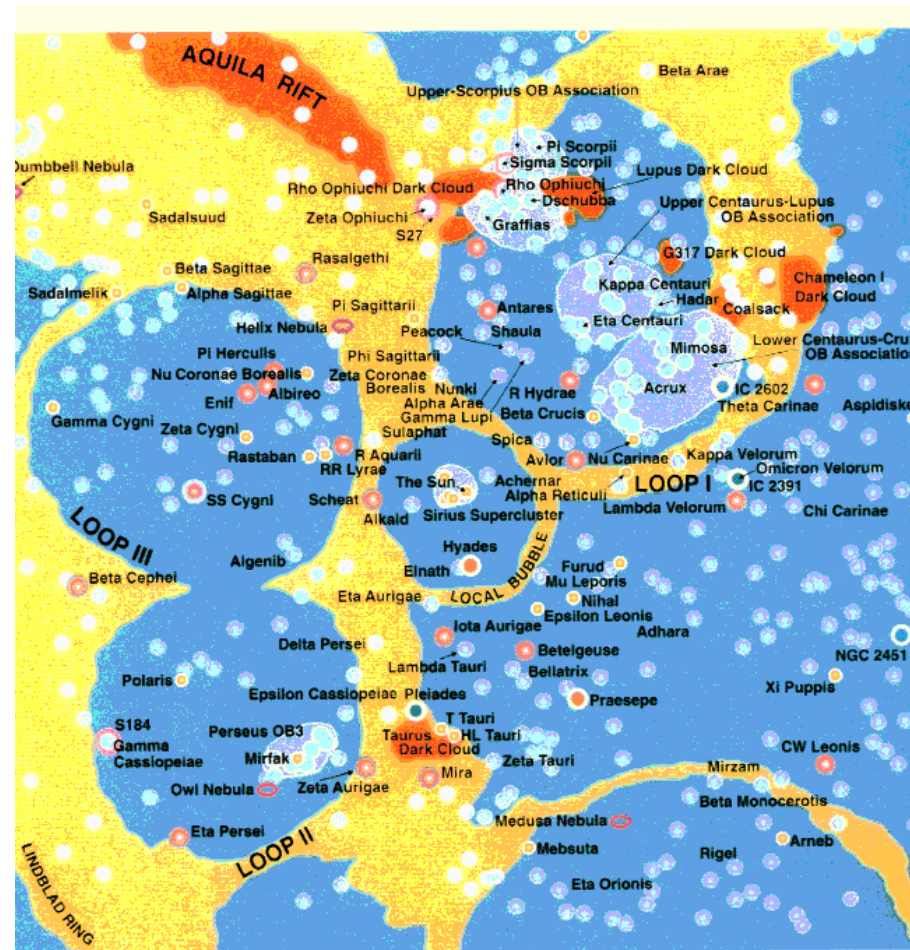 AQUILA RIFT
Beta Arae
Upper-Scorpius OB Association
Pi Scorpii
Sigma Scorpii
Dumbbell Nebula
Lupus Dark Cloud
Rho Ophiuchi Dark Cloud
Rho Ophiuchi
Dschubba
Sadalsuud
Zeta Ophiuchi
Upper Centaurus-Lupus
OB Association
Graffias
S27
G317 Dark Cloud
Rasalgethi
Beta Sagittae
Kappa Centauri
Chameleon I
Dark Cloud
Sadalmelik
Alpha Sagittae
Hadar
Pi Sagittarii
Antares
Coalsack
Helix Nebula
Peacock
Shaula
Eta Centauri
Lower Centaurus-Crux
OB Association
Mimosa
Pi Herculis
Phi Sagittarii
Nu Coronae Borealis
Zeta Coronae
Borealis
Nunki
R Hydrae
Acrux
IC 2602
Enif
Albireo
Alpha Arae
Theta Carinae
Aspidiske
Gamma Cygni
Gamma Lupi
Beta Crucis
Zeta Cygni
Sulaphat
Spica
Rastaban
R Aquarii
Avior
Nu Carinae
Kappa Velorum
RR Lyrae
Omicron Velorum
The Sun
Achernar
IC 2391
SS Cygni
Scheat
Alpha Reticuli
LOOP I
Lambda Velorum
Chi Carinae
Alkaid
Sirius Supercluster
LOOP III
Algenib
Hyades
Furud
Beta Cephei
Elnath
Mu Leporis
LOCAL BUBBLE
Nihal
Eta Aurigae
Epsilon Leonis
Iota Aurigae
Adhara
Delta Persei
Betelgeuse
NGC 2451
Lambda Tauri
Bellatrix
Polaris
Xi Puppis
Epsilon Cassiopeiae
Pleiades
Praesepe
S184
Perseus OB3
T Tauri
Gamma
Cassiopeiae
Taurus
Dark Cloud
HL Tauri
CW Leonis
Mirfak
Zeta Tauri
Mirzam
Owl Nebula
Zeta Aurigae
Mira
Beta Monocerotis
Medusa Nebula
Eta Persei
LOOP II
Arneb
Mebsuta
Rigel
LINDBLAD RING
Eta Orionis